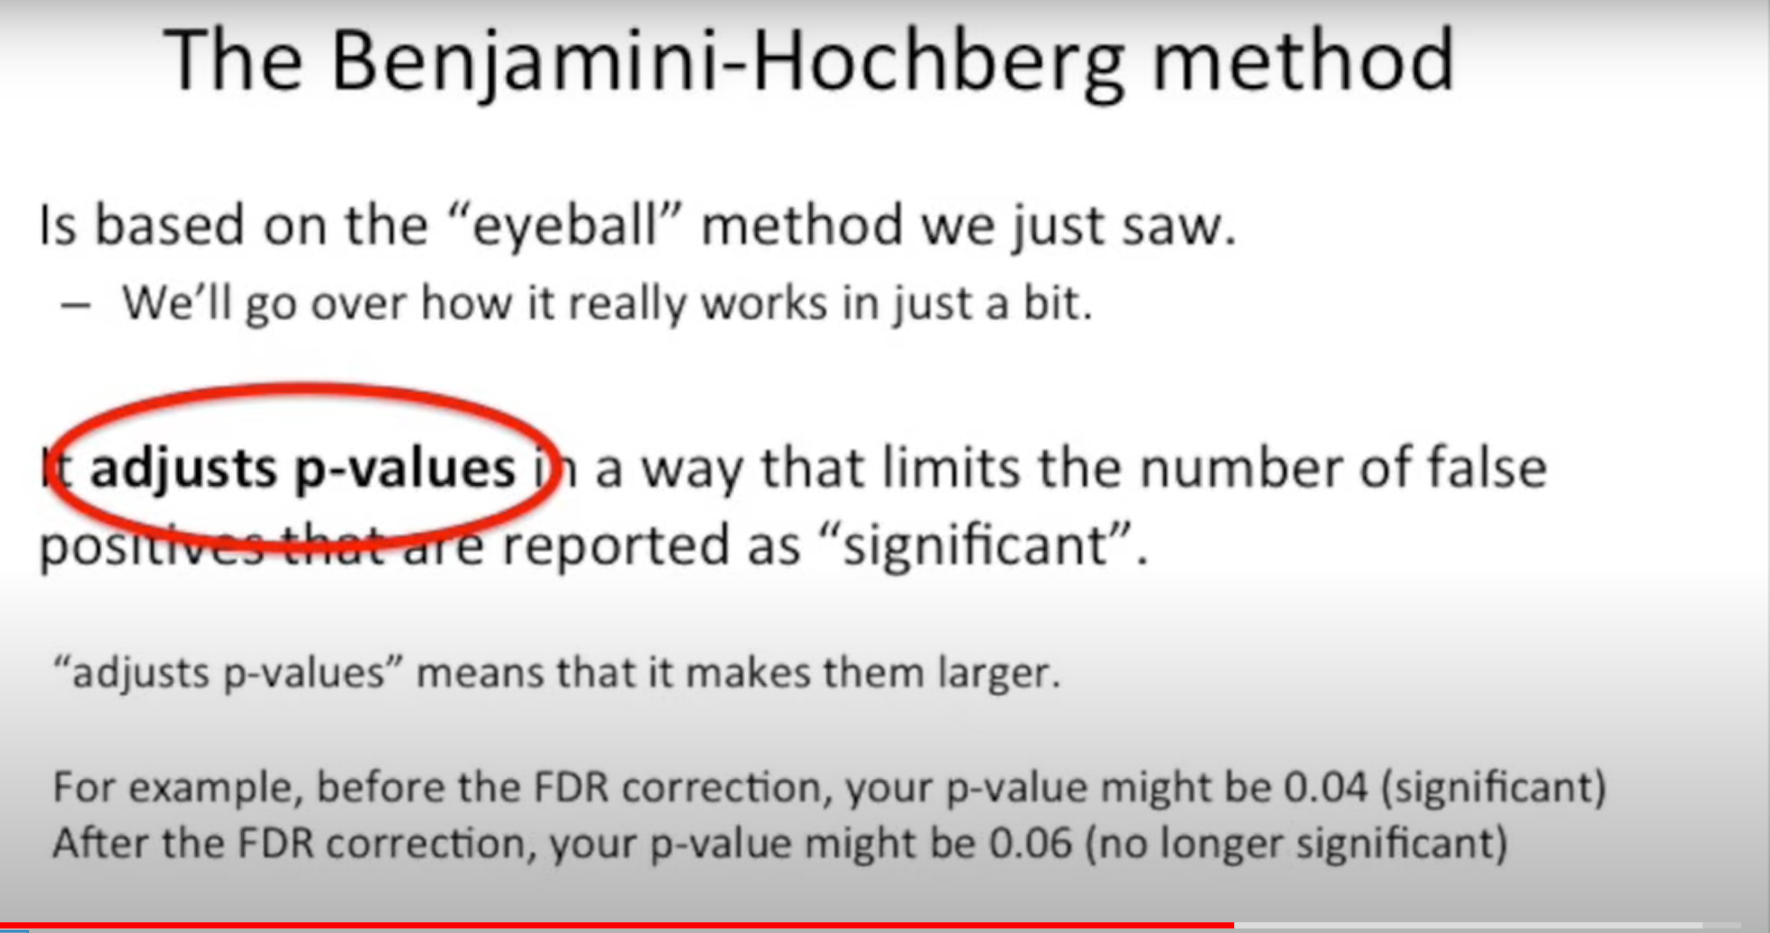 The Benjamini-Hochberg method
Is based on the “eyeball” method we just saw.
– We’ll go over how it really works in just a bit.
It adjusts p-values in a way that limits the number of false
positives that are reported as “significant”.
“adjusts p-values” means that it makes them larger.
For example, before the FDR correction, your p-value might be 0.04 (significant)
After the FDR correction, your p-value might be 0.06 (no longer significant)